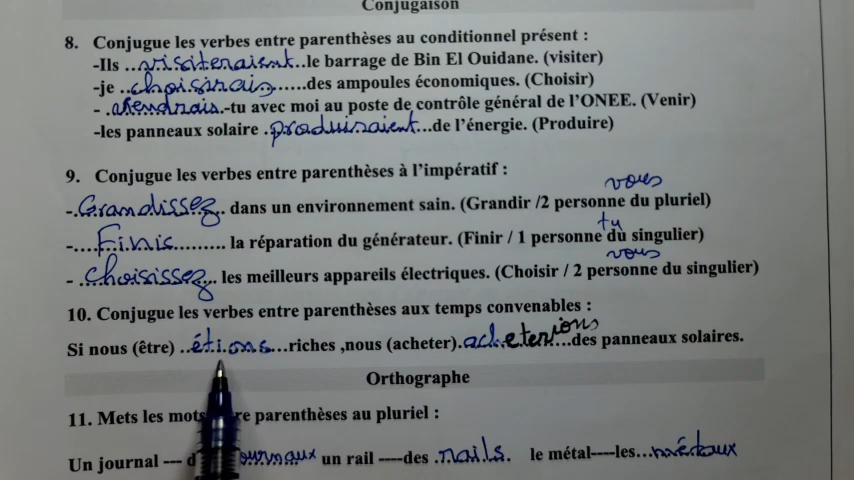 Conjugaison
8. Conjugue les verbes entre parenthèses au conditionnel présent :
-Ils ..visiteraient..le barrage de Bin El Ouidane. (visiter)
-je ..choisirais......des ampoules économiques. (Choisir)
- .-tu avec moi au poste de contrôle général de l'ONEE. (Venir)
-les panneaux solaire .produiraient...de l'énergie. (Produire)
9. Conjugue les verbes entre parenthèses à l'impératif :
vous
-.Grandissez.. dans un environnement sain. (Grandir /2 personne du pluriel)
tu
-....Finis......... la réparation du générateur. (Finir / 1 personne du singulier)
vous
- .choisissez... les meilleurs appareils électriques. (Choisir / 2 personne du singulier)
10. Conjugue les verbes entre parenthèses aux temps convenables :
Si nous (être) ..étions...riches ,nous (acheter).acheterions...des panneaux solaires.
Orthographe
11. Mets les mots re parenthèses au pluriel :
Un journal --- d ournaux un rail ----des .rails. le métal----les...métaux